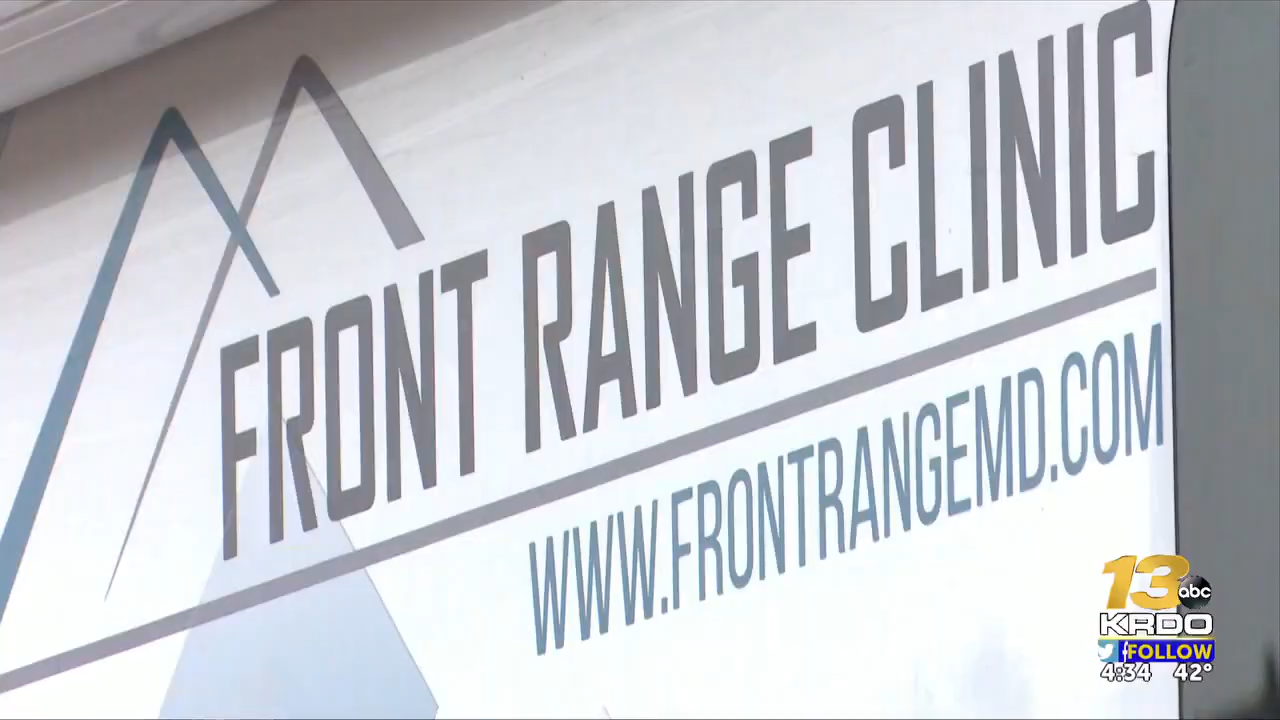 FRONT RANGE CLINIC
WWW.FRONTRANGEMD.COM
13
abc
KRDO
FOLLOW
4:34 42°